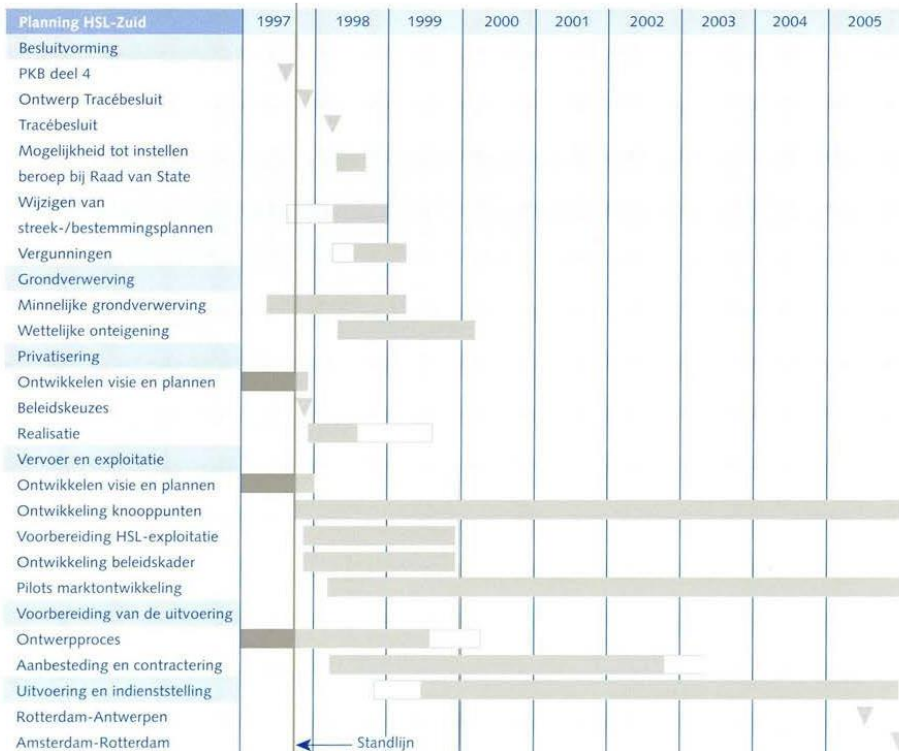 Planning HSL-Zuid 1997 1998 1999 2000 2001 2002 2003 2004 2005
Besluitvorming
PKB deel 4
Ontwerp Tracébesluit
Tracébesluit
Mogelijkheid tot instellen
beroep bij Raad van State
Wijzigen van
streek-/bestemmingsplannen
Vergunningen
Grondverwerving
Minnelijke grondverwerving
Wettelijke onteigening
Privatisering
Ontwikkelen visie en plannen
Beleidskeuzes
Realisatie
Vervoer en exploitatie
Ontwikkelen visie en plannen
Ontwikkeling knooppunten
Voorbereiding HSL-exploitatie
Ontwikkeling beleidskader
Pilots marktontwikkeling
Voorbereiding van de uitvoering
Ontwerpproces
Aanbesteding en contractering
Uitvoering en indienststelling
Rotterdam-Antwerpen
Amsterdam-Rotterdam Standlijn